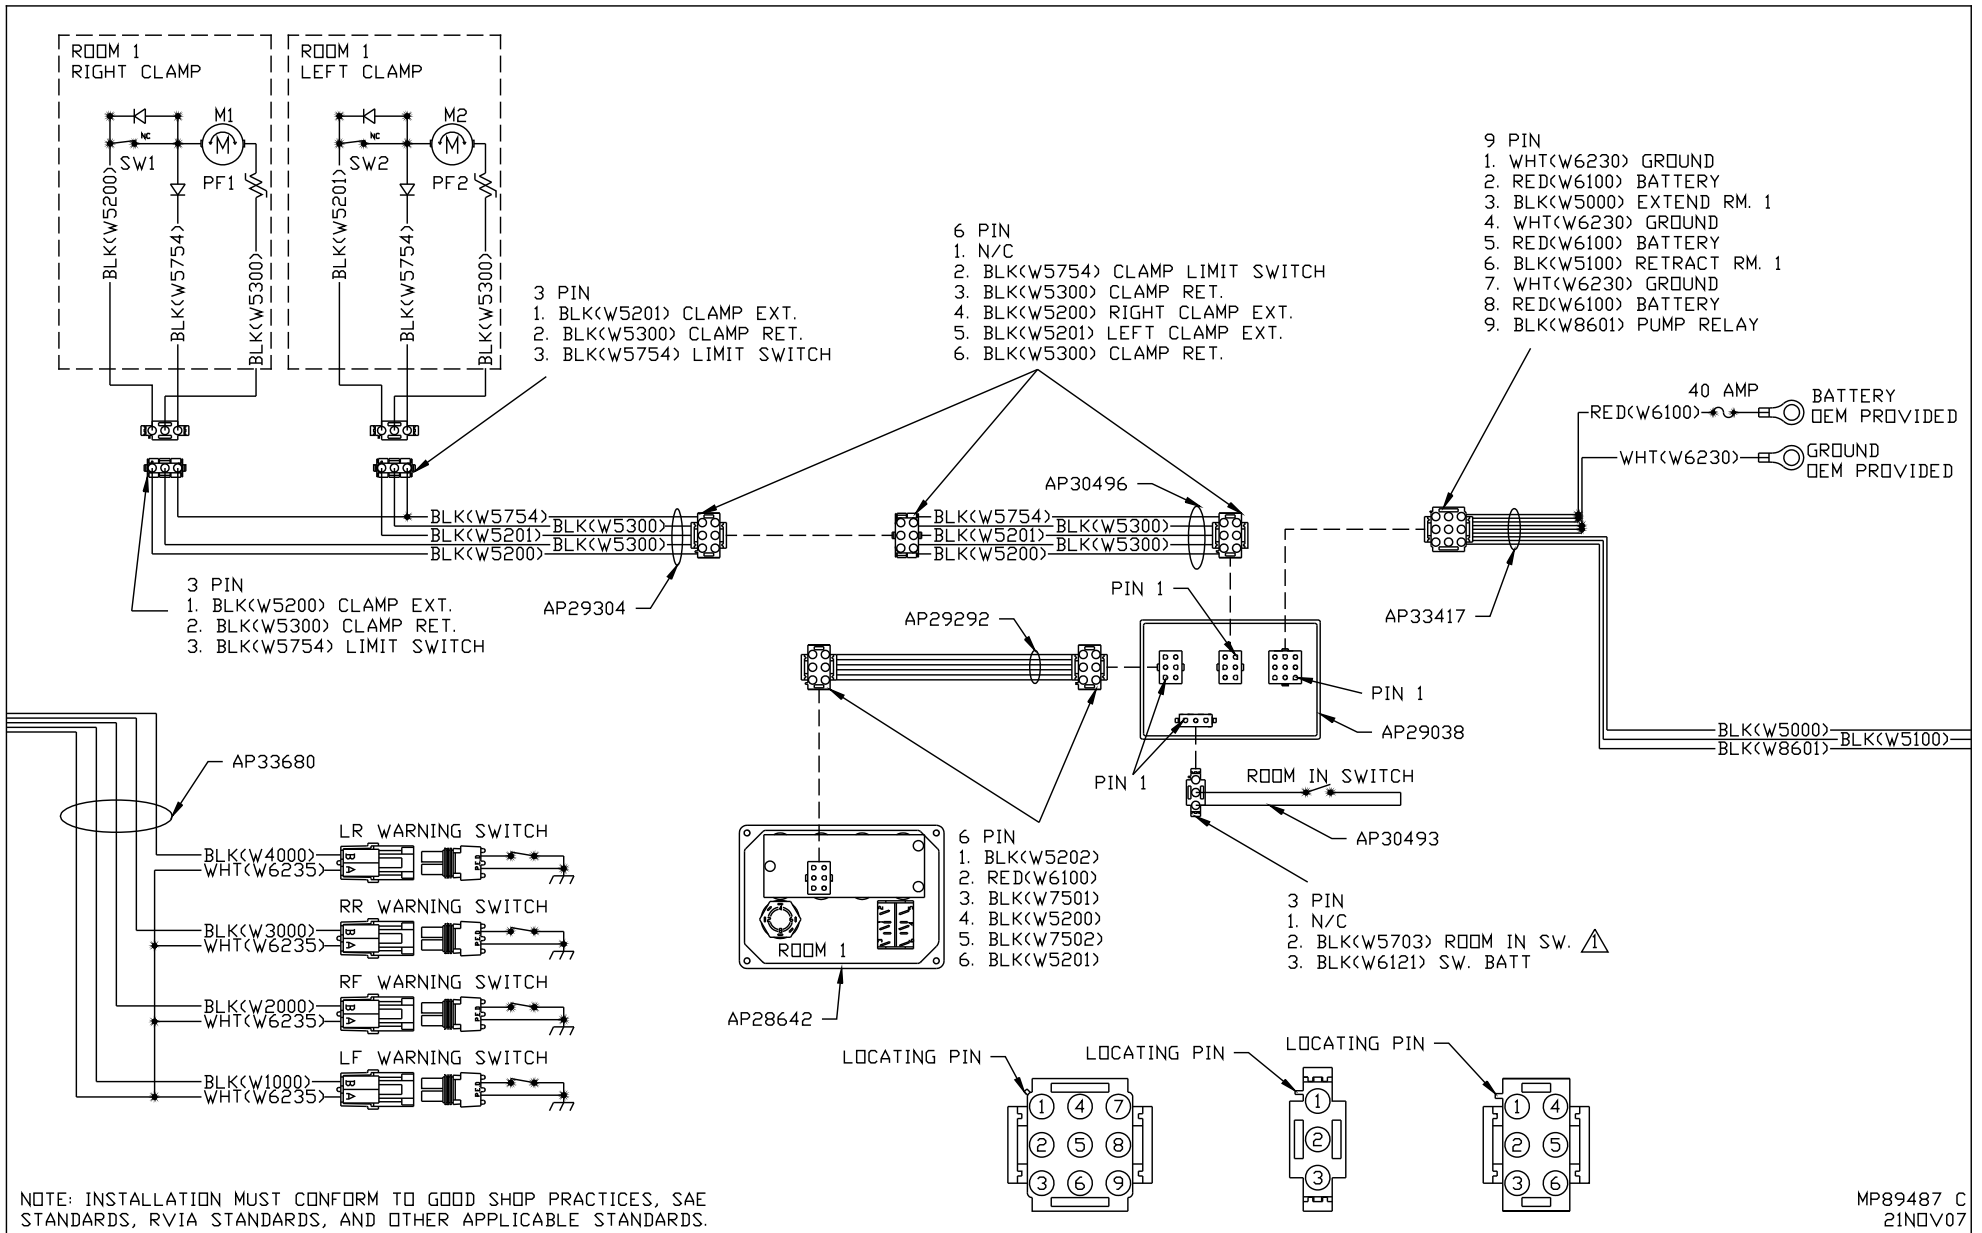 ROOM 1
RIGHT CLAMP
M1
NC
SW1
M
PF1
BLK(W5200)
BLK(W5754)
BLK(W5300)
ROOM 1
LEFT CLAMP
M2
NC
SW2
M
PF2
BLK(W5201)
BLK(W5754)
BLK(W5300)
3 PIN
1. BLK(W5201) CLAMP EXT.
2. BLK(W5300) CLAMP RET.
3. BLK(W5754) LIMIT SWITCH
6 PIN
1. N/C
2. BLK(W5754) CLAMP LIMIT SWITCH
3. BLK(W5300) CLAMP RET.
4. BLK(W5200) RIGHT CLAMP EXT.
5. BLK(W5201) LEFT CLAMP EXT.
6. BLK(W5300) CLAMP RET.
9 PIN
1. WHT(W6230) GROUND
2. RED(W6100) BATTERY
3. BLK(W5000) EXTEND RM. 1
4. WHT(W6230) GROUND
5. RED(W6100) BATTERY
6. BLK(W5100) RETRACT RM. 1
7. WHT(W6230) GROUND
8. RED(W6100) BATTERY
9. BLK(W8601) PUMP RELAY
40 AMP
RED(W6100)
BATTERY
OEM PROVIDED
WHT(W6230)
GROUND
OEM PROVIDED
BLK(W5754)
BLK(W5300)
BLK(W5201)
BLK(W5300)
BLK(W5200)
AP29304
AP30496
BLK(W5754)
BLK(W5300)
BLK(W5201)
BLK(W5300)
BLK(W5200)
3 PIN
1. BLK(W5200) CLAMP EXT.
2. BLK(W5300) CLAMP RET.
3. BLK(W5754) LIMIT SWITCH
AP29292
PIN 1
AP33417
PIN 1
AP29038
PIN 1
BLK(W5000)
BLK(W5100)
BLK(W8601)
ROOM IN SWITCH
AP30493
3 PIN
1. N/C
2. BLK(W5703) ROOM IN SW. 1
3. BLK(W6121) SW. BATT
6 PIN
1. BLK(W5202)
2. RED(W6100)
3. BLK(W7501)
4. BLK(W5200)
5. BLK(W7502)
6. BLK(W5201)
ROOM 1
AP28642
AP33680
LR WARNING SWITCH
BLK(W4000)
WHT(W6235)
B
A
RR WARNING SWITCH
BLK(W3000)
WHT(W6235)
B
A
RF WARNING SWITCH
BLK(W2000)
WHT(W6235)
B
A
LF WARNING SWITCH
BLK(W1000)
WHT(W6235)
B
A
LOCATING PIN
1 4 7
2 5 8
3 6 9
LOCATING PIN
1
2
3
LOCATING PIN
1 4
2 5
3 6
NOTE: INSTALLATION MUST CONFORM TO GOOD SHOP PRACTICES, SAE
STANDARDS, RVIA STANDARDS, AND OTHER APPLICABLE STANDARDS.
MP89487 C
21NOV07